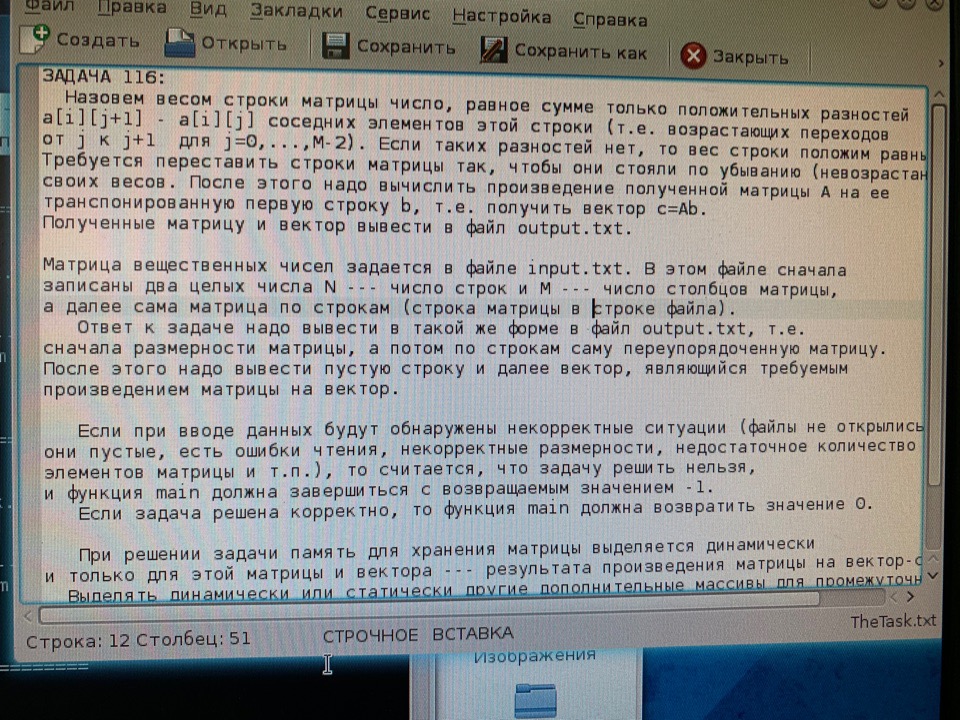 Файл Правка Вид Закладки Сервис Настройка Справка
Создать Открыть Сохранить Сохранить как Закрыть
ЗАДАЧА 116:
Назовем весом строки матрицы число, равное сумме только положительных разностей
a[i][j+1] - a[i][j] соседних элементов этой строки (т.е. возрастающих переходов
от j к j+1 для j=0,...,M-2). Если таких разностей нет, то вес строки положим
Требуется переставить строки матрицы так, чтобы они стояли по убыванию
своих весов. После этого надо вычислить произведение полученной матрицы A на ее
транспонированную первую строку b, т.е. получить вектор c=Ab.
Полученные матрицу и вектор вывести в файл output.txt.
Матрица вещественных чисел задается в файле input.txt. В этом файле сначала
записаны два целых числа N --- число строк и M --- число столбцов матрицы,
а далее сама матрица по строкам (строка матрицы в строке файла).
Ответ к задаче надо вывести в такой же форме в файл output.txt, т.е.
сначала размерности матрицы, а потом по строкам саму переупорядоченную матрицу.
После этого надо вывести пустую строку и далее вектор, являющийся требуемым
произведением матрицы на вектор.
Если при вводе данных будут обнаружены некорректные ситуации (файлы не открылись
они пустые, есть ошибки чтения, некорректные размерности, недостаточное количество
элементов матрицы и т.п.), то считается, что задачу решить нельзя,
и функция main должна завершиться с возвращаемым значением -1.
Если задача решена корректно, то функция main должна возвратить значение 0.
При решении задачи память для хранения матрицы выделяется динамически
и только для этой матрицы и вектора --- результата произведения матрицы на
Выделять динамически или статически другие дополнительные массивы для
Строка: 12 Столбец: 51 СТРОЧНОЕ ВСТАВКА TheTask.txt
Изображения